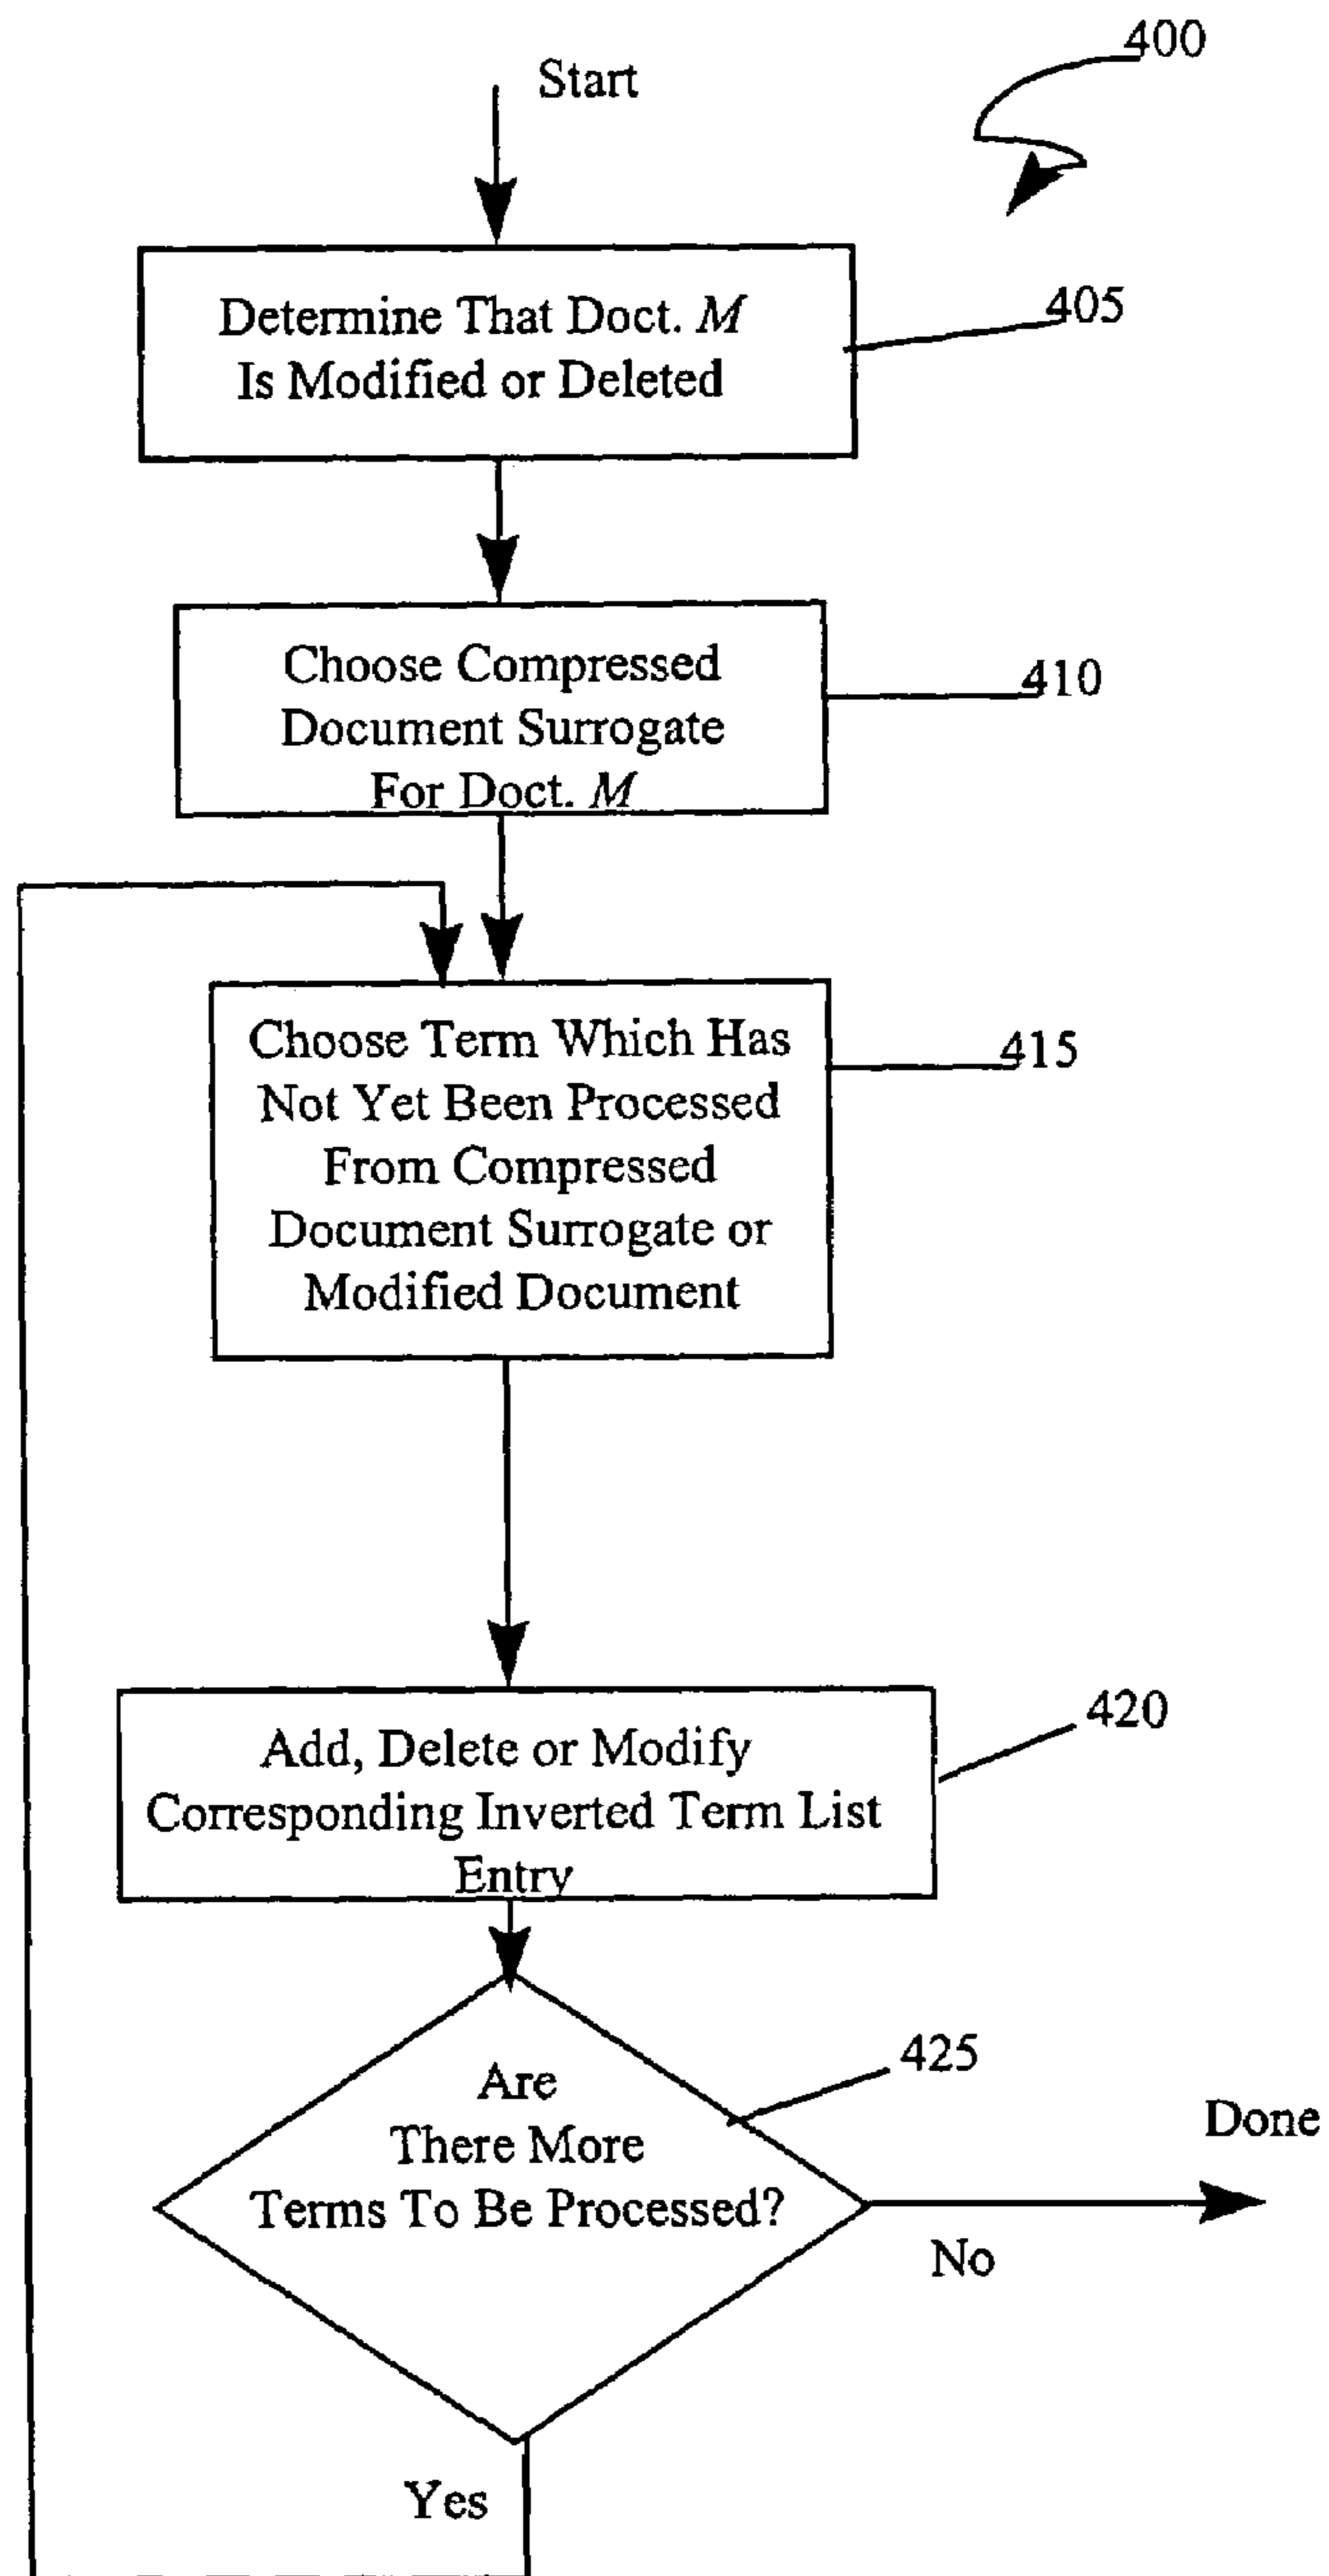 400
Start
Determine That Doct. M
Is Modified or Deleted
405
Choose Compressed
Document Surrogate
For Doct. M
410
Choose Term Which Has
Not Yet Been Processed
From Compressed
Document Surrogate or
Modified Document
415
Add, Delete or Modify
Corresponding Inverted Term List
Entry
420
Are
There More
Terms To Be Processed?
425
Done
No
Yes